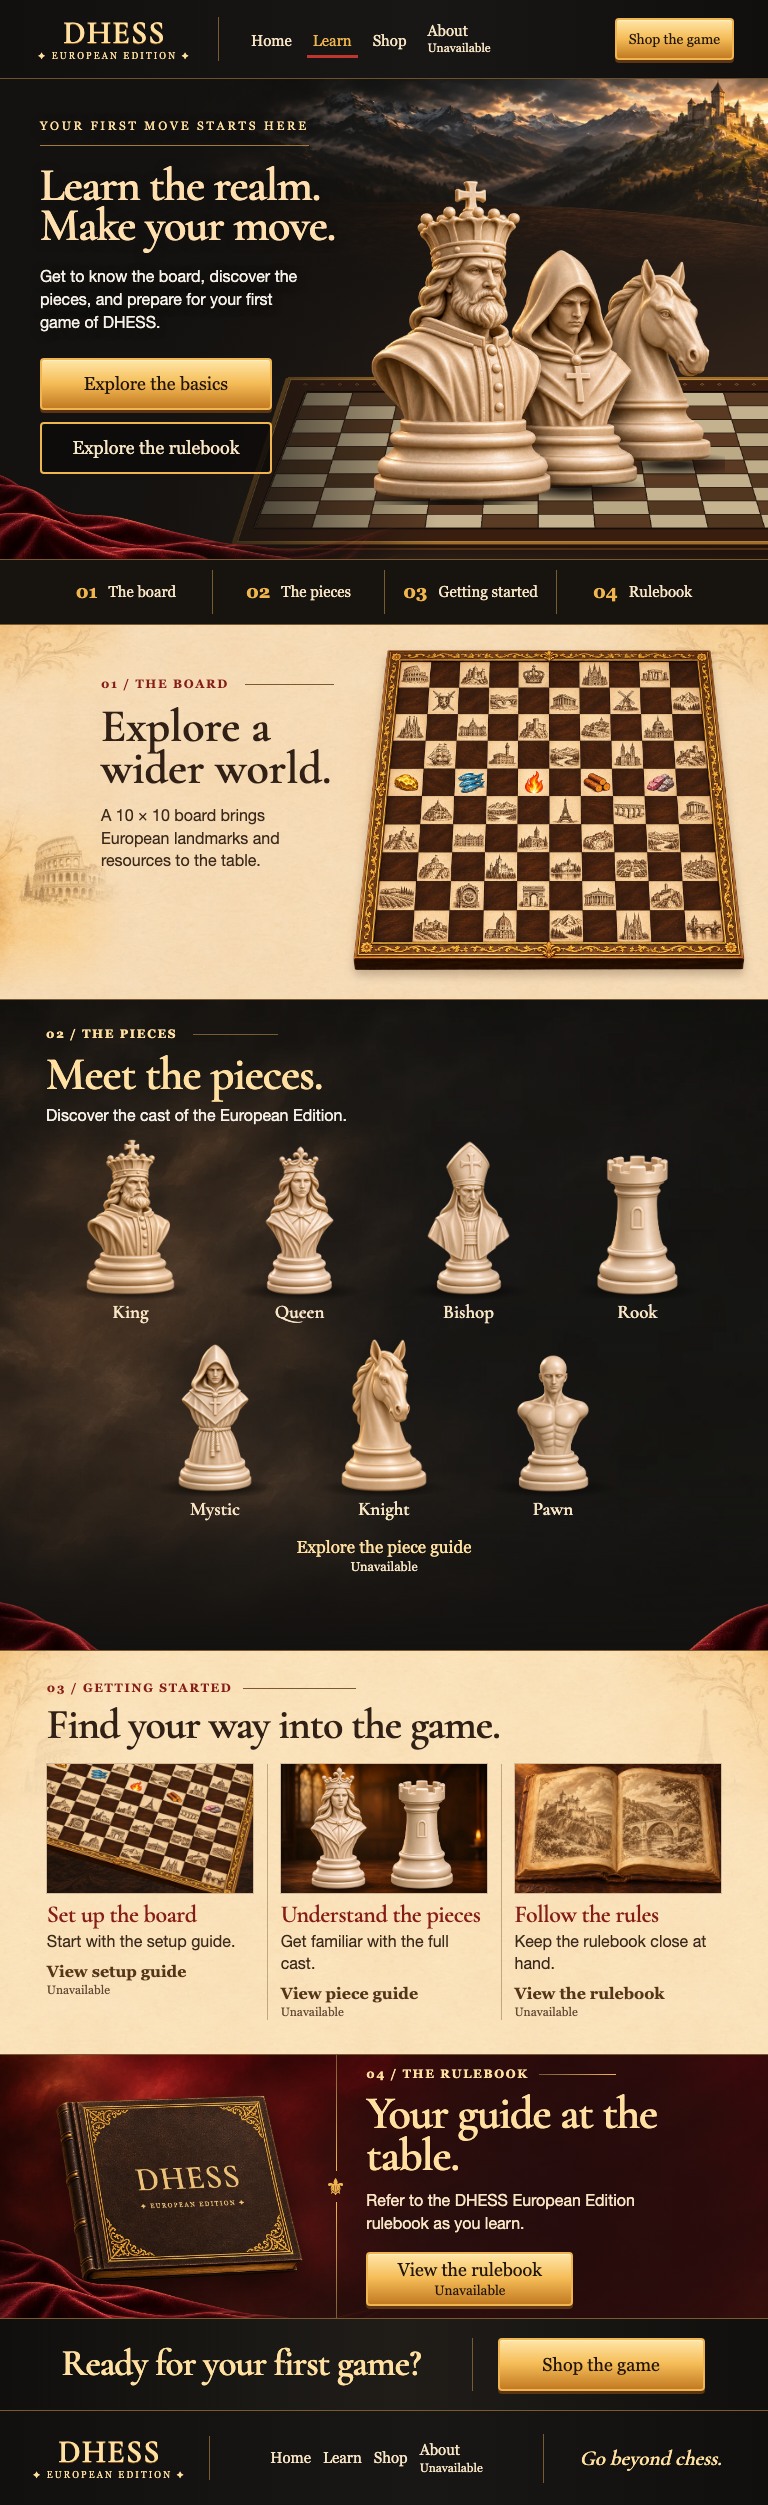 DHESS
EUROPEAN EDITION
Home
Learn
Shop
About
Unavailable
Shop the game
YOUR FIRST MOVE STARTS HERE
Learn the realm.
Make your move.
Get to know the board, discover the
pieces, and prepare for your first
game of DHESS.
Explore the basics
Explore the rulebook
01 The board
02 The pieces
03 Getting started
04 Rulebook
01 / THE BOARD
Explore a
wider world.
A 10 × 10 board brings
European landmarks and
resources to the table.
02 / THE PIECES
Meet the pieces.
Discover the cast of the European Edition.
King
Queen
Bishop
Rook
Mystic
Knight
Pawn
Explore the piece guide
Unavailable
03 / GETTING STARTED
Find your way into the game.
Set up the board
Start with the setup guide.
View setup guide
Unavailable
Understand the pieces
Get familiar with the full
cast.
View piece guide
Unavailable
Follow the rules
Keep the rulebook close at
hand.
View the rulebook
Unavailable
DHESS
EUROPEAN EDITION
04 / THE RULEBOOK
Your guide at the
table.
Refer to the DHESS European Edition
rulebook as you learn.
View the rulebook
Unavailable
Ready for your first game?
Shop the game
DHESS
EUROPEAN EDITION
Home
Learn
Shop
About
Unavailable
Go beyond chess.